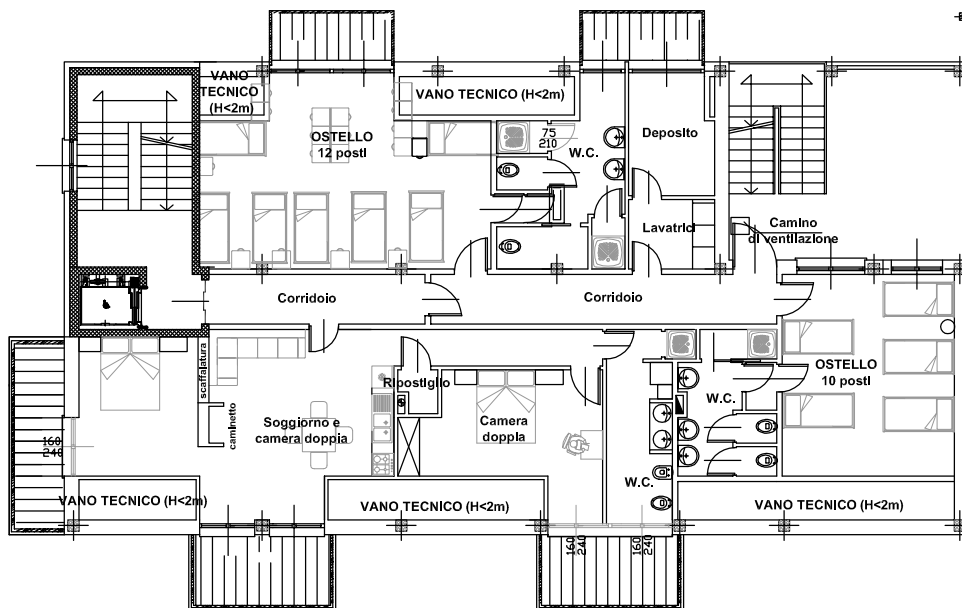 VANO
TECNICO
(H<2m)
VANO TECNICO (H<2m)
OSTELLO
12 posti
75
210
W.C.
Deposito
Lavatrici
Camino
di ventilazione
Corridoio
Corridoio
scaffalatura
caminetto
Soggiorno e
camera doppia
Ripostiglio
Camera
doppia
W.C.
W.C.
OSTELLO
10 posti
160
240
VANO TECNICO (H<2m)
VANO TECNICO (H<2m)
VANO TECNICO (H<2m)
160
240
160
240